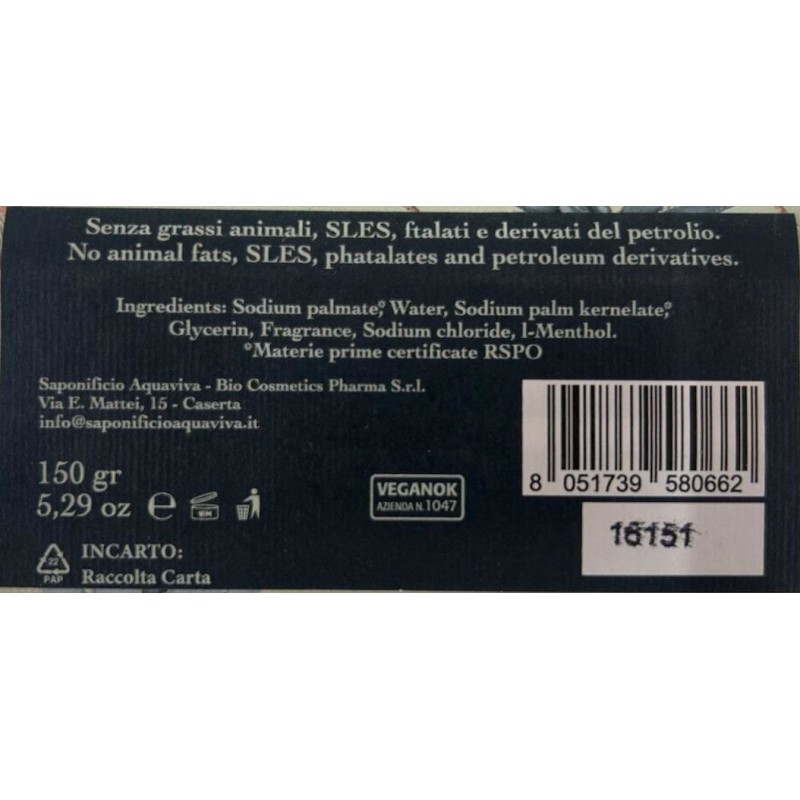 Senza grassi animali, SLES, ftalati e derivati del petrolio.
No animal fats, SLES, phatalates and petroleum derivatives.
Ingredients: Sodium palmate,° Water, Sodium palm kernelate,°
Glycerin, Fragrance, Sodium chloride, l-Menthol.
°Materie prime certificate RSPO
Saponificio Aquaviva - Bio Cosmetics Pharma S.r.l.
Via E. Mattei, 15 - Caserta
info@saponificioaquaviva.it
150 gr
5,29 oz ℮
VEGANOK
AZIENDA N. 1047
8 051739 580662
16151
22
PAP
INCARTO:
Raccolta Carta